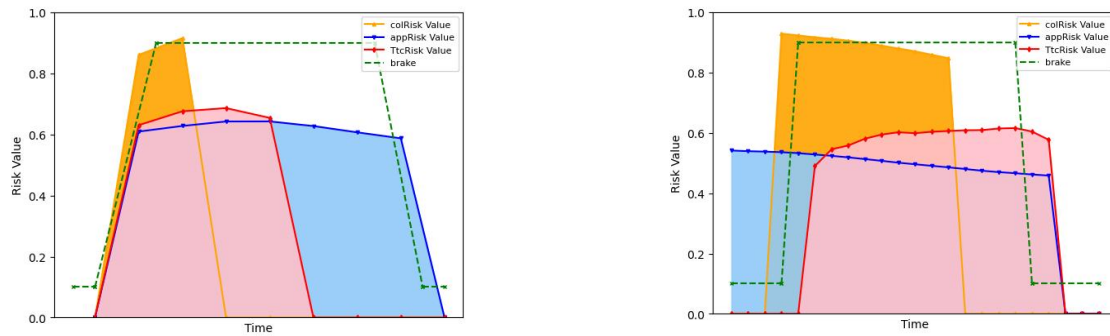 1.0
0.8
0.6
0.4
0.2
0.0
Risk Value
Time
colRisk Value
appRisk Value
TtcRisk Value
brake
1.0
0.8
0.6
0.4
0.2
0.0
Risk Value
Time
colRisk Value
appRisk Value
TtcRisk Value
brake